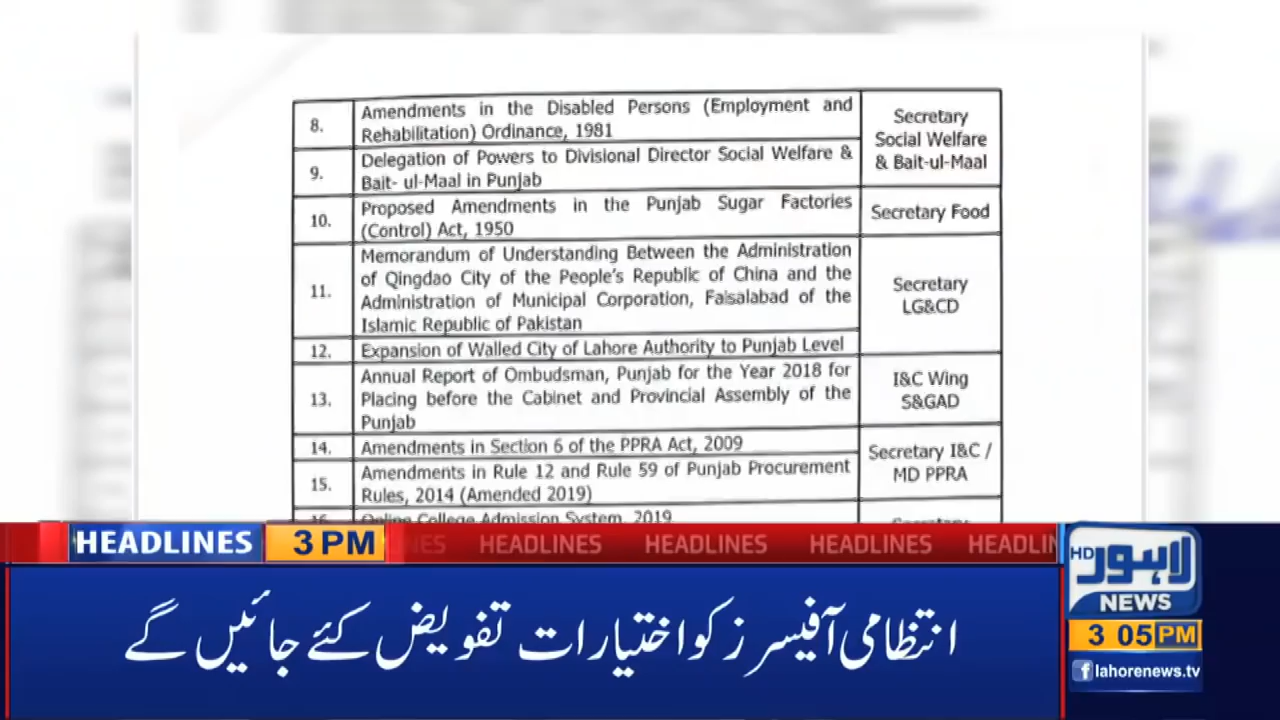 8. Amendments in the Disabled Persons (Employment and
Rehabilitation) Ordinance, 1981
9. Delegation of Powers to Divisional Director Social Welfare &
Bait- ul-Maal in Punjab
Secretary
Social Welfare
& Bait-ul-Maal
10. Proposed Amendments in the Punjab Sugar Factories
(Control) Act, 1950
Secretary Food
11. Memorandum of Understanding Between the Administration
of Qingdao City of the People's Republic of China and the
Administration of Municipal Corporation, Faisalabad of the
Islamic Republic of Pakistan
12. Expansion of Walled City of Lahore Authority to Punjab Level
Secretary
LG&CD
13. Annual Report of Ombudsman, Punjab for the Year 2018 for
Placing before the Cabinet and Provincial Assembly of the
Punjab
I&C Wing
S&GAD
14. Amendments in Section 6 of the PPRA Act, 2009
15. Amendments in Rule 12 and Rule 59 of Punjab Procurement
Rules, 2014 (Amended 2019)
Secretary I&C /
MD PPRA
16. Online College Admission System, 2019
Secretary
HEADLINES 3 PM HEADLINES HEADLINES HEADLINES
انتظامی آفیسرز کو اختیارات تفویض کئے جائیں گے
HD لاہور
NEWS
3 05 PM
f lahorenews.tv